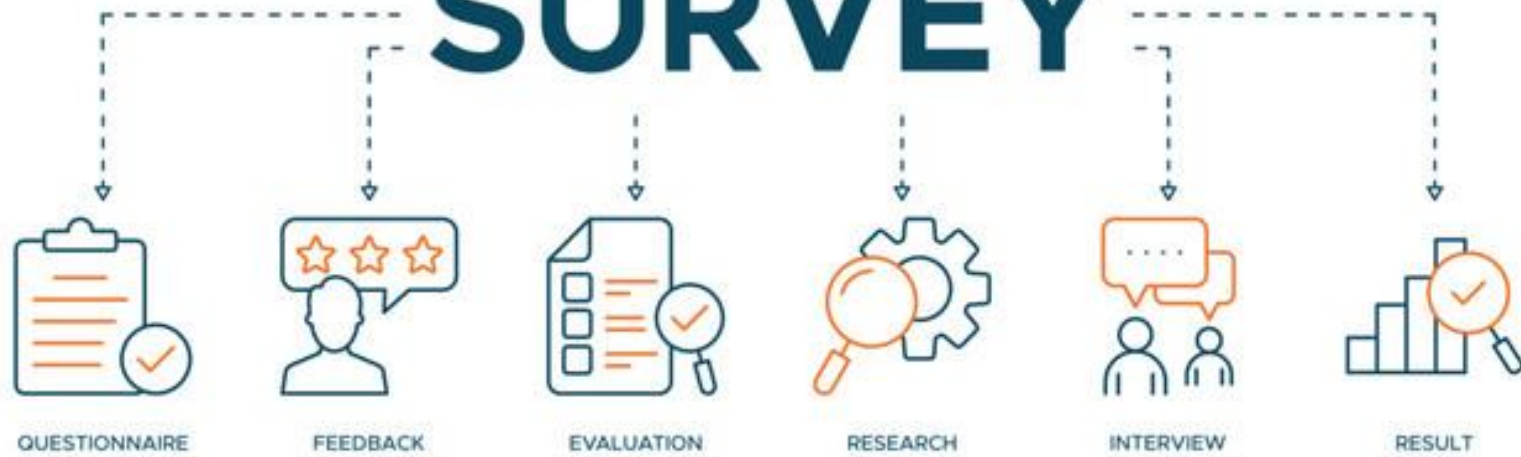 SURVEY
QUESTIONNAIRE
FEEDBACK
EVALUATION
RESEARCH
INTERVIEW
RESULT